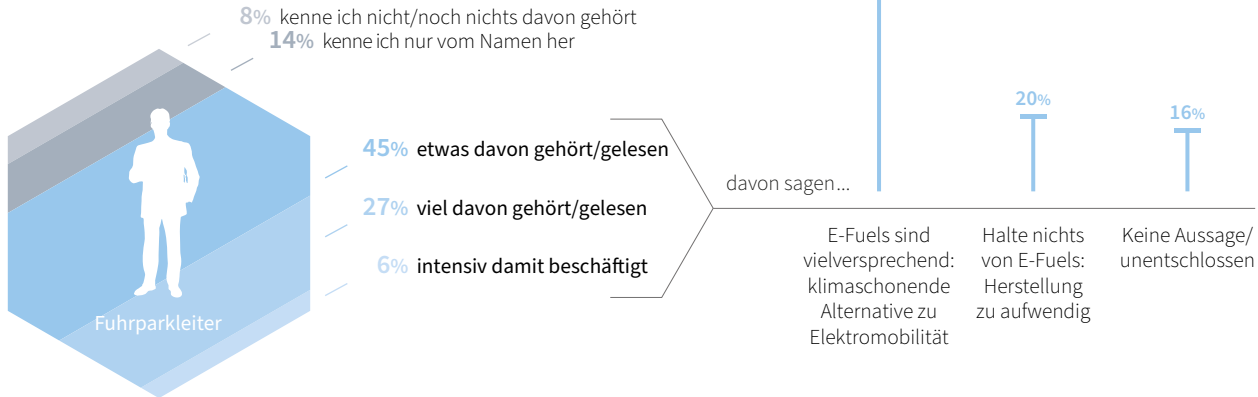 8% kenne ich nicht/noch nichts davon gehört
14% kenne ich nur vom Namen her
45% etwas davon gehört/gelesen
27% viel davon gehört/gelesen
6% intensiv damit beschäftigt
Fuhrparkleiter
davon sagen...
20%
16%
E-Fuels sind
vielversprechend:
klimaschonende
Alternative zu
Elektromobilität
Halte nichts
von E-Fuels:
Herstellung
zu aufwendig
Keine Aussage/
unentschlossen